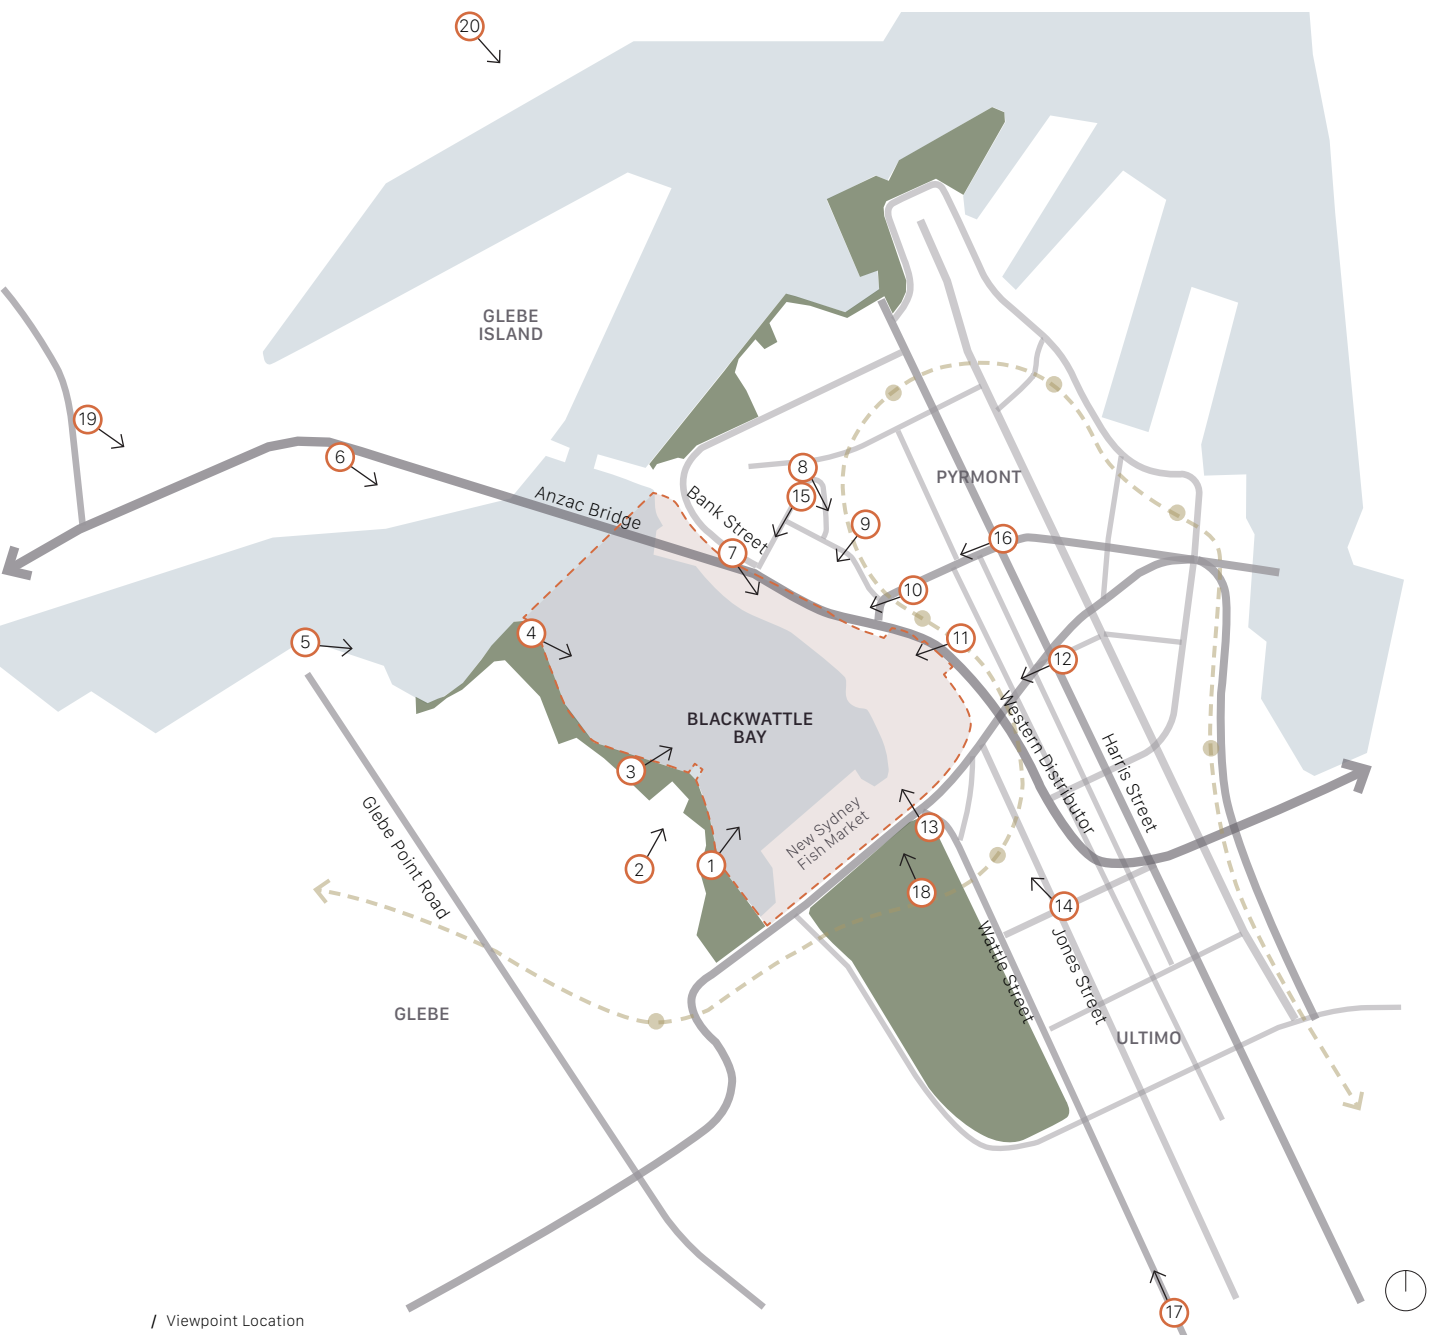 20
GLEBE
ISLAND
19
6
Anzac Bridge
Bank Street
8
15
PYRMONT
9
16
7
10
4
5
11
12
BLACKWATTLE
BAY
Western Distributor
Harris Street
3
New Sydney
Fish Market
Glebe Point Road
13
2
1
18
14
Wattle Street
Jones Street
GLEBE
ULTIMO
17
/ Viewpoint Location